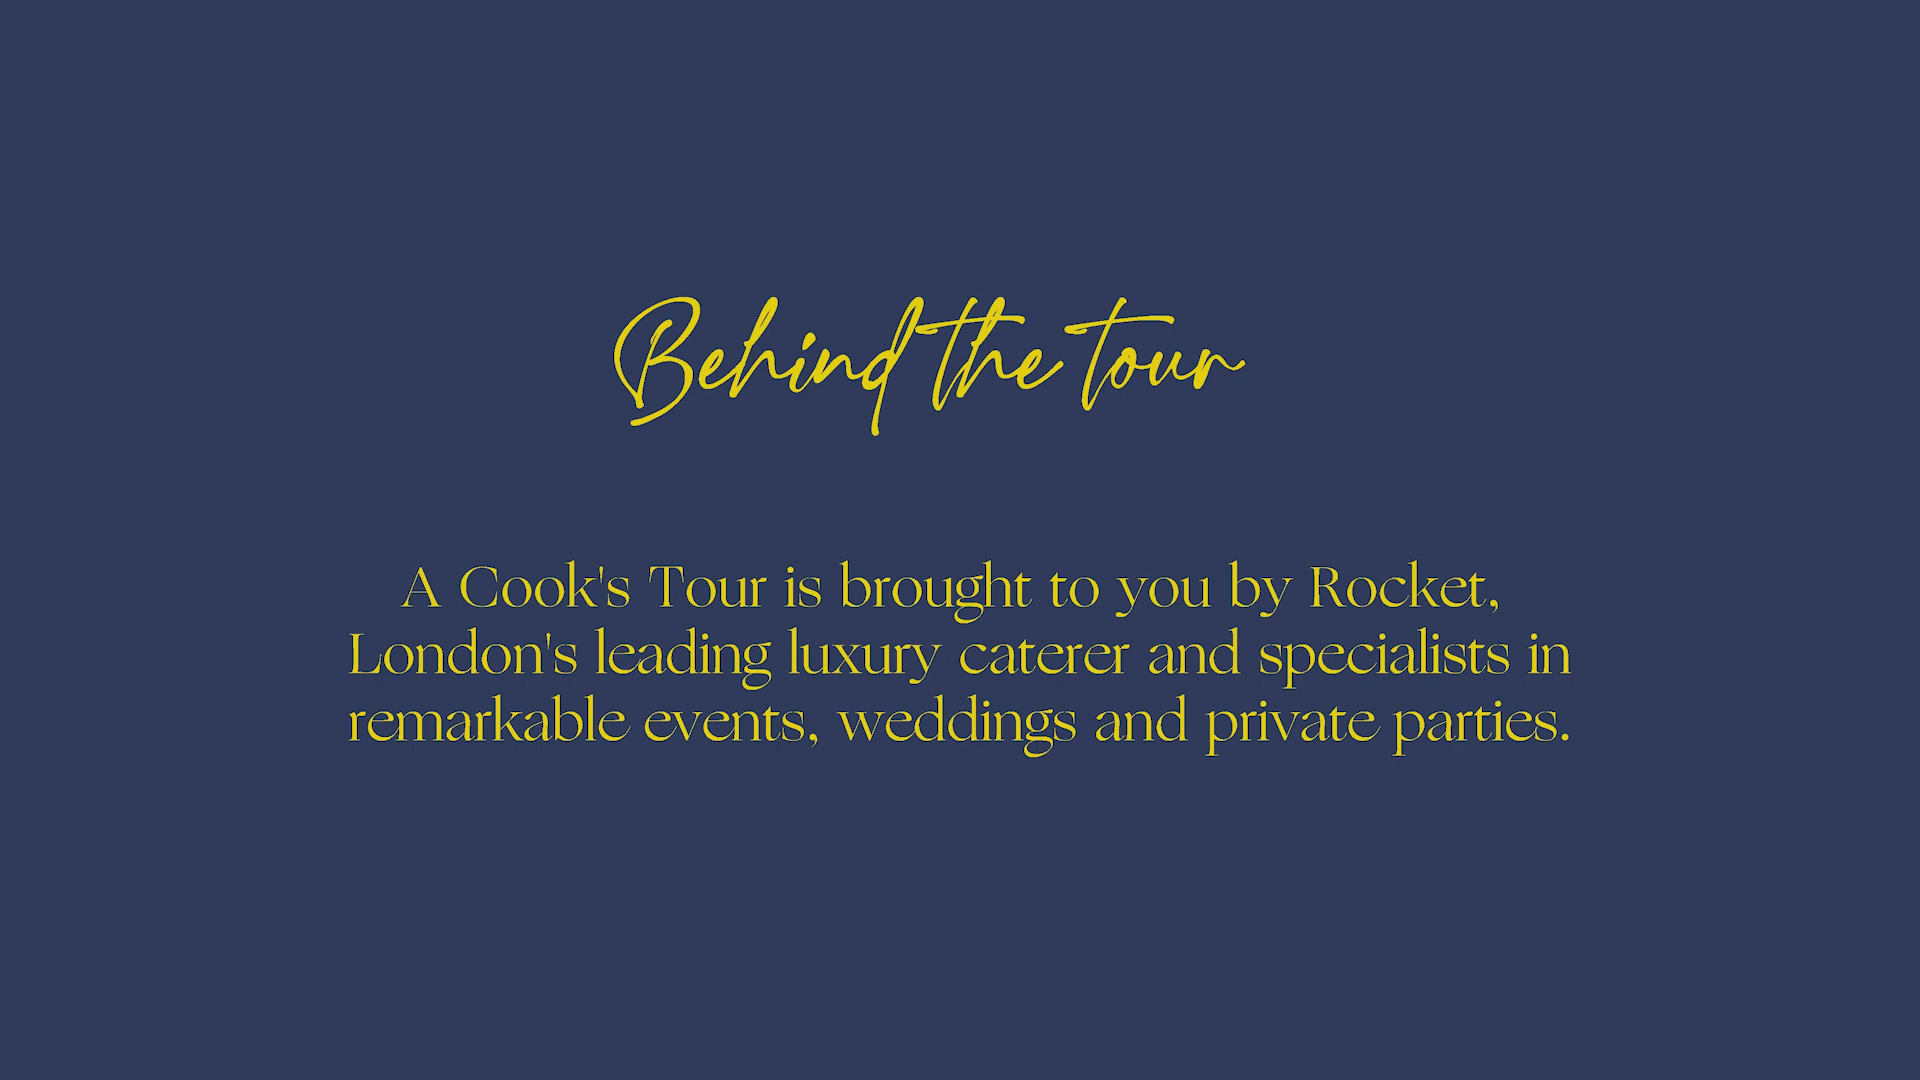 Behind the tour
A Cook's Tour is brought to you by Rocket,
London's leading luxury caterer and specialists in
remarkable events, weddings and private parties.